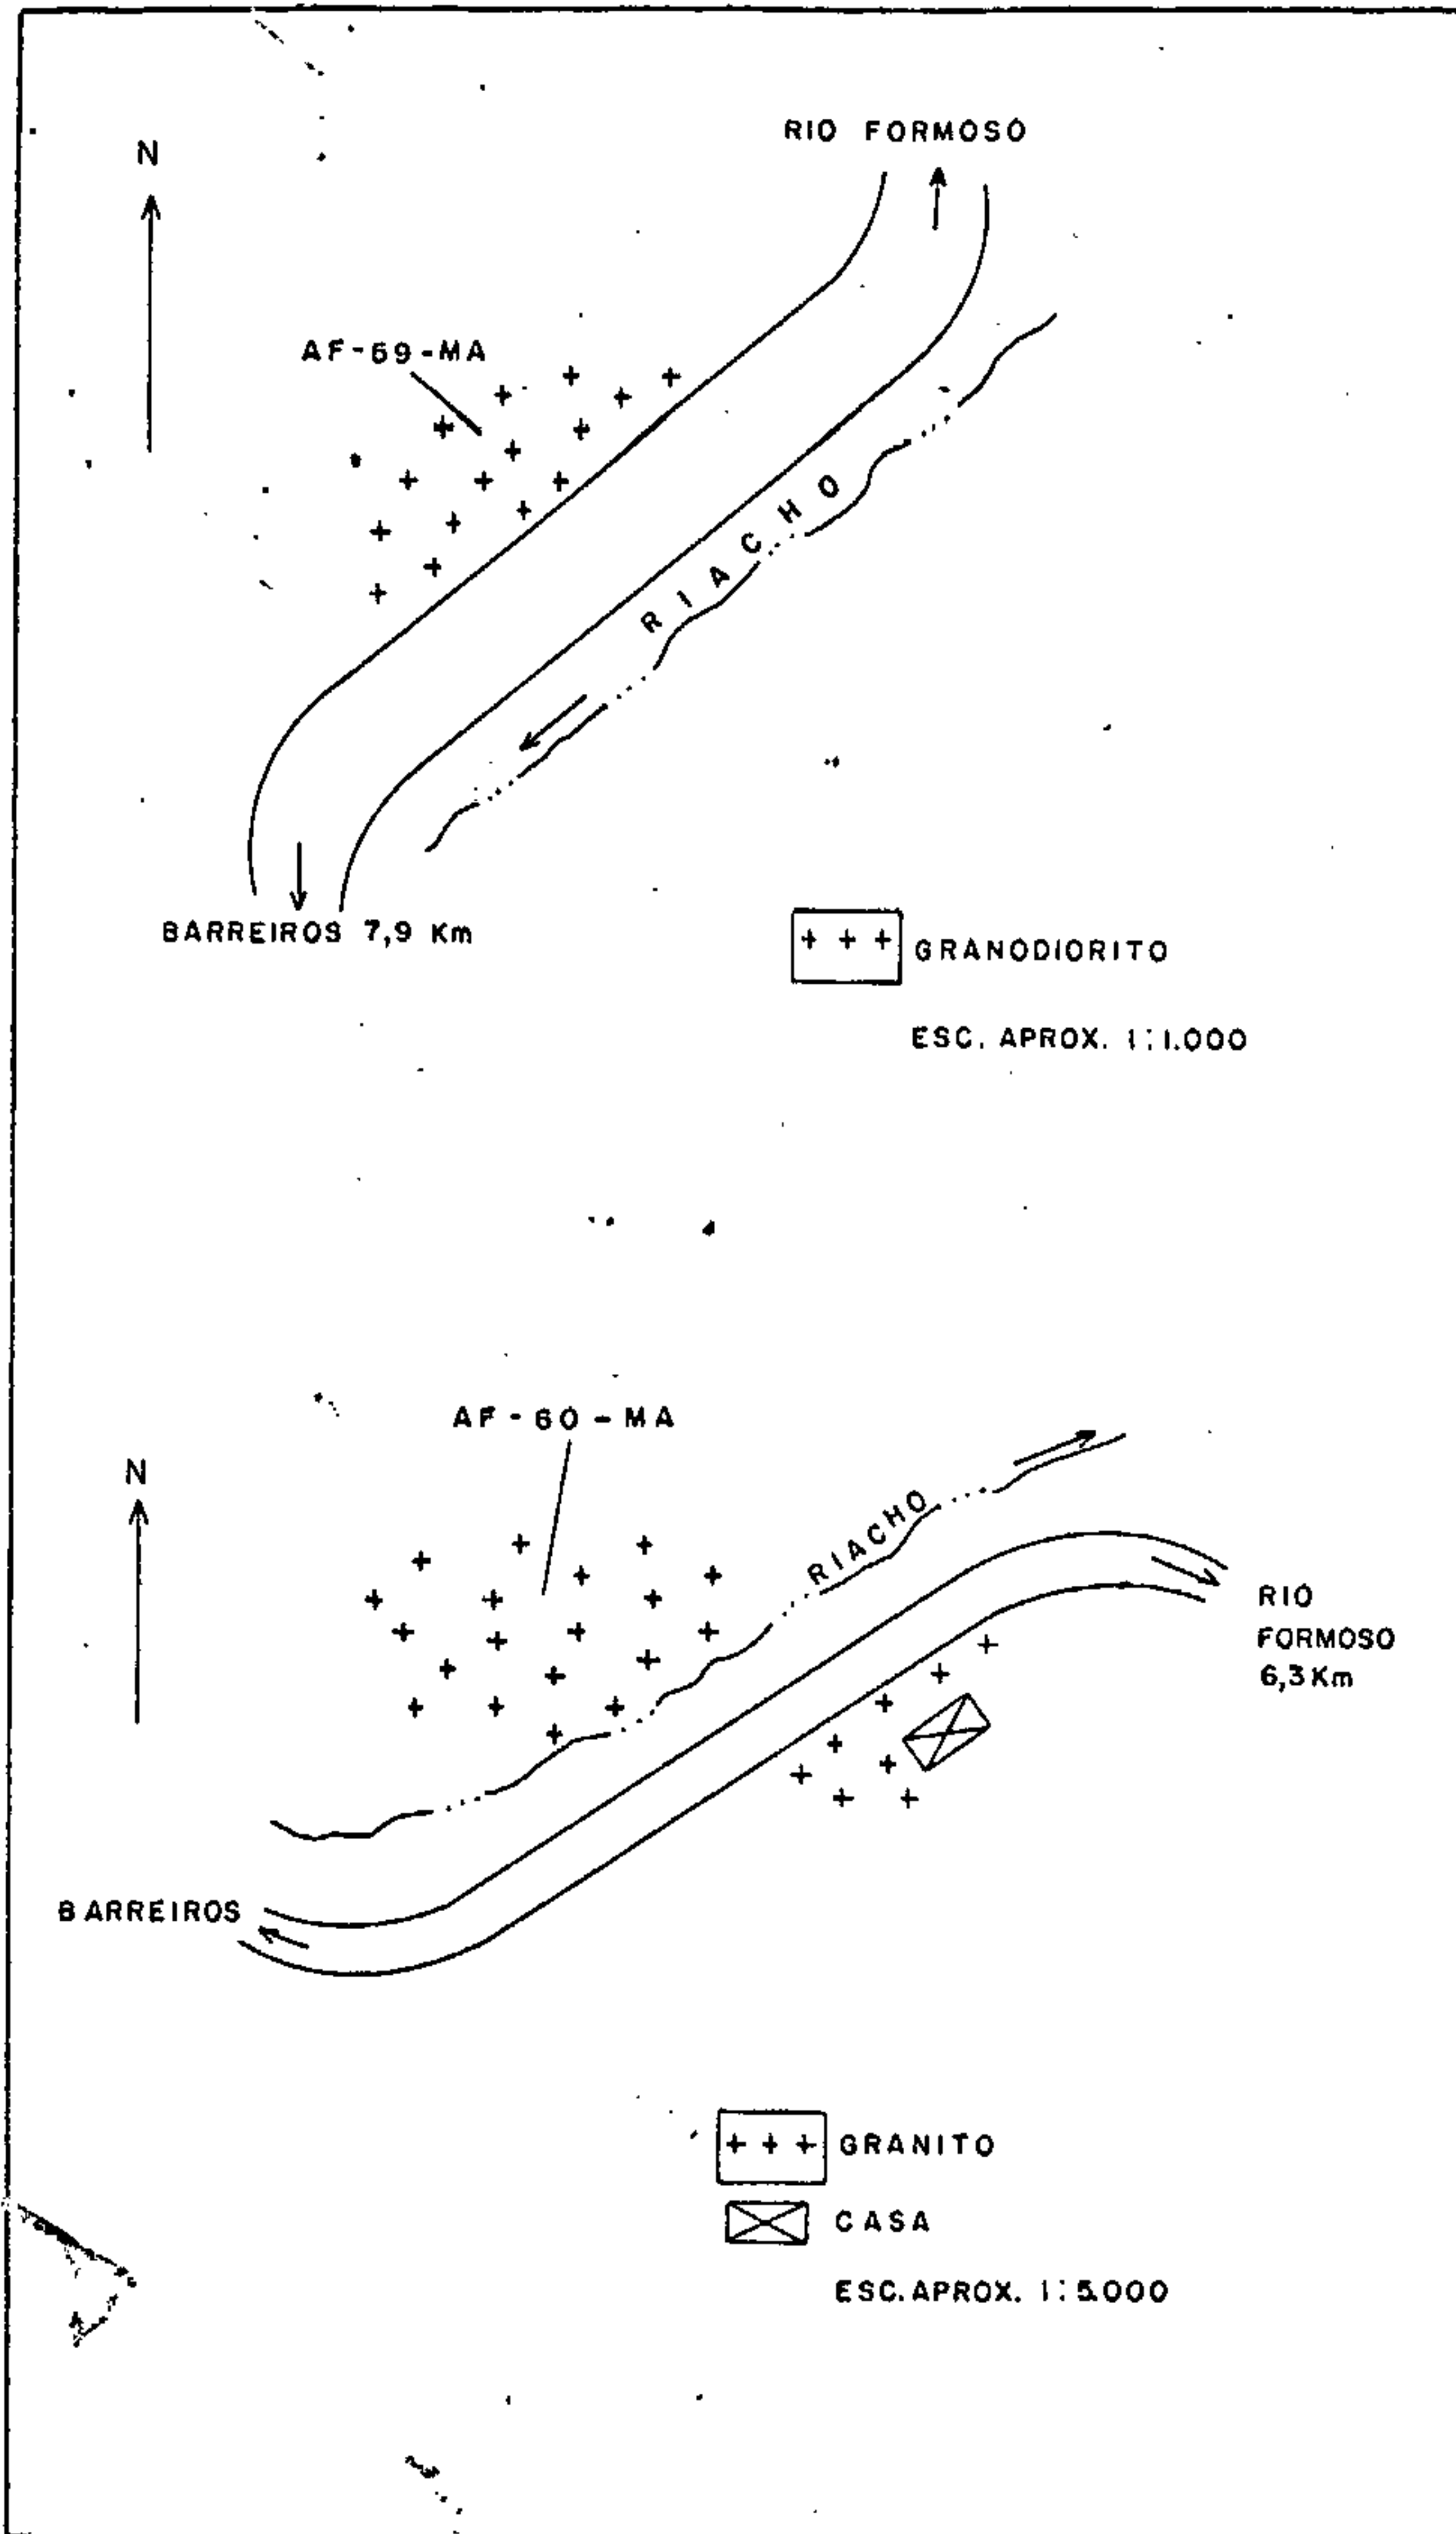 N
RIO FORMOSO
AF-59-MA
RIACHO
BARREIROS 7,9 Km
GRANODIORITO
ESC. APROX. 1:1.000
AF-60-MA
N
RIACHO
RIO
FORMOSO
6,3 Km
BARREIROS
GRANITO
CASA
ESC. APROX. 1:5.000